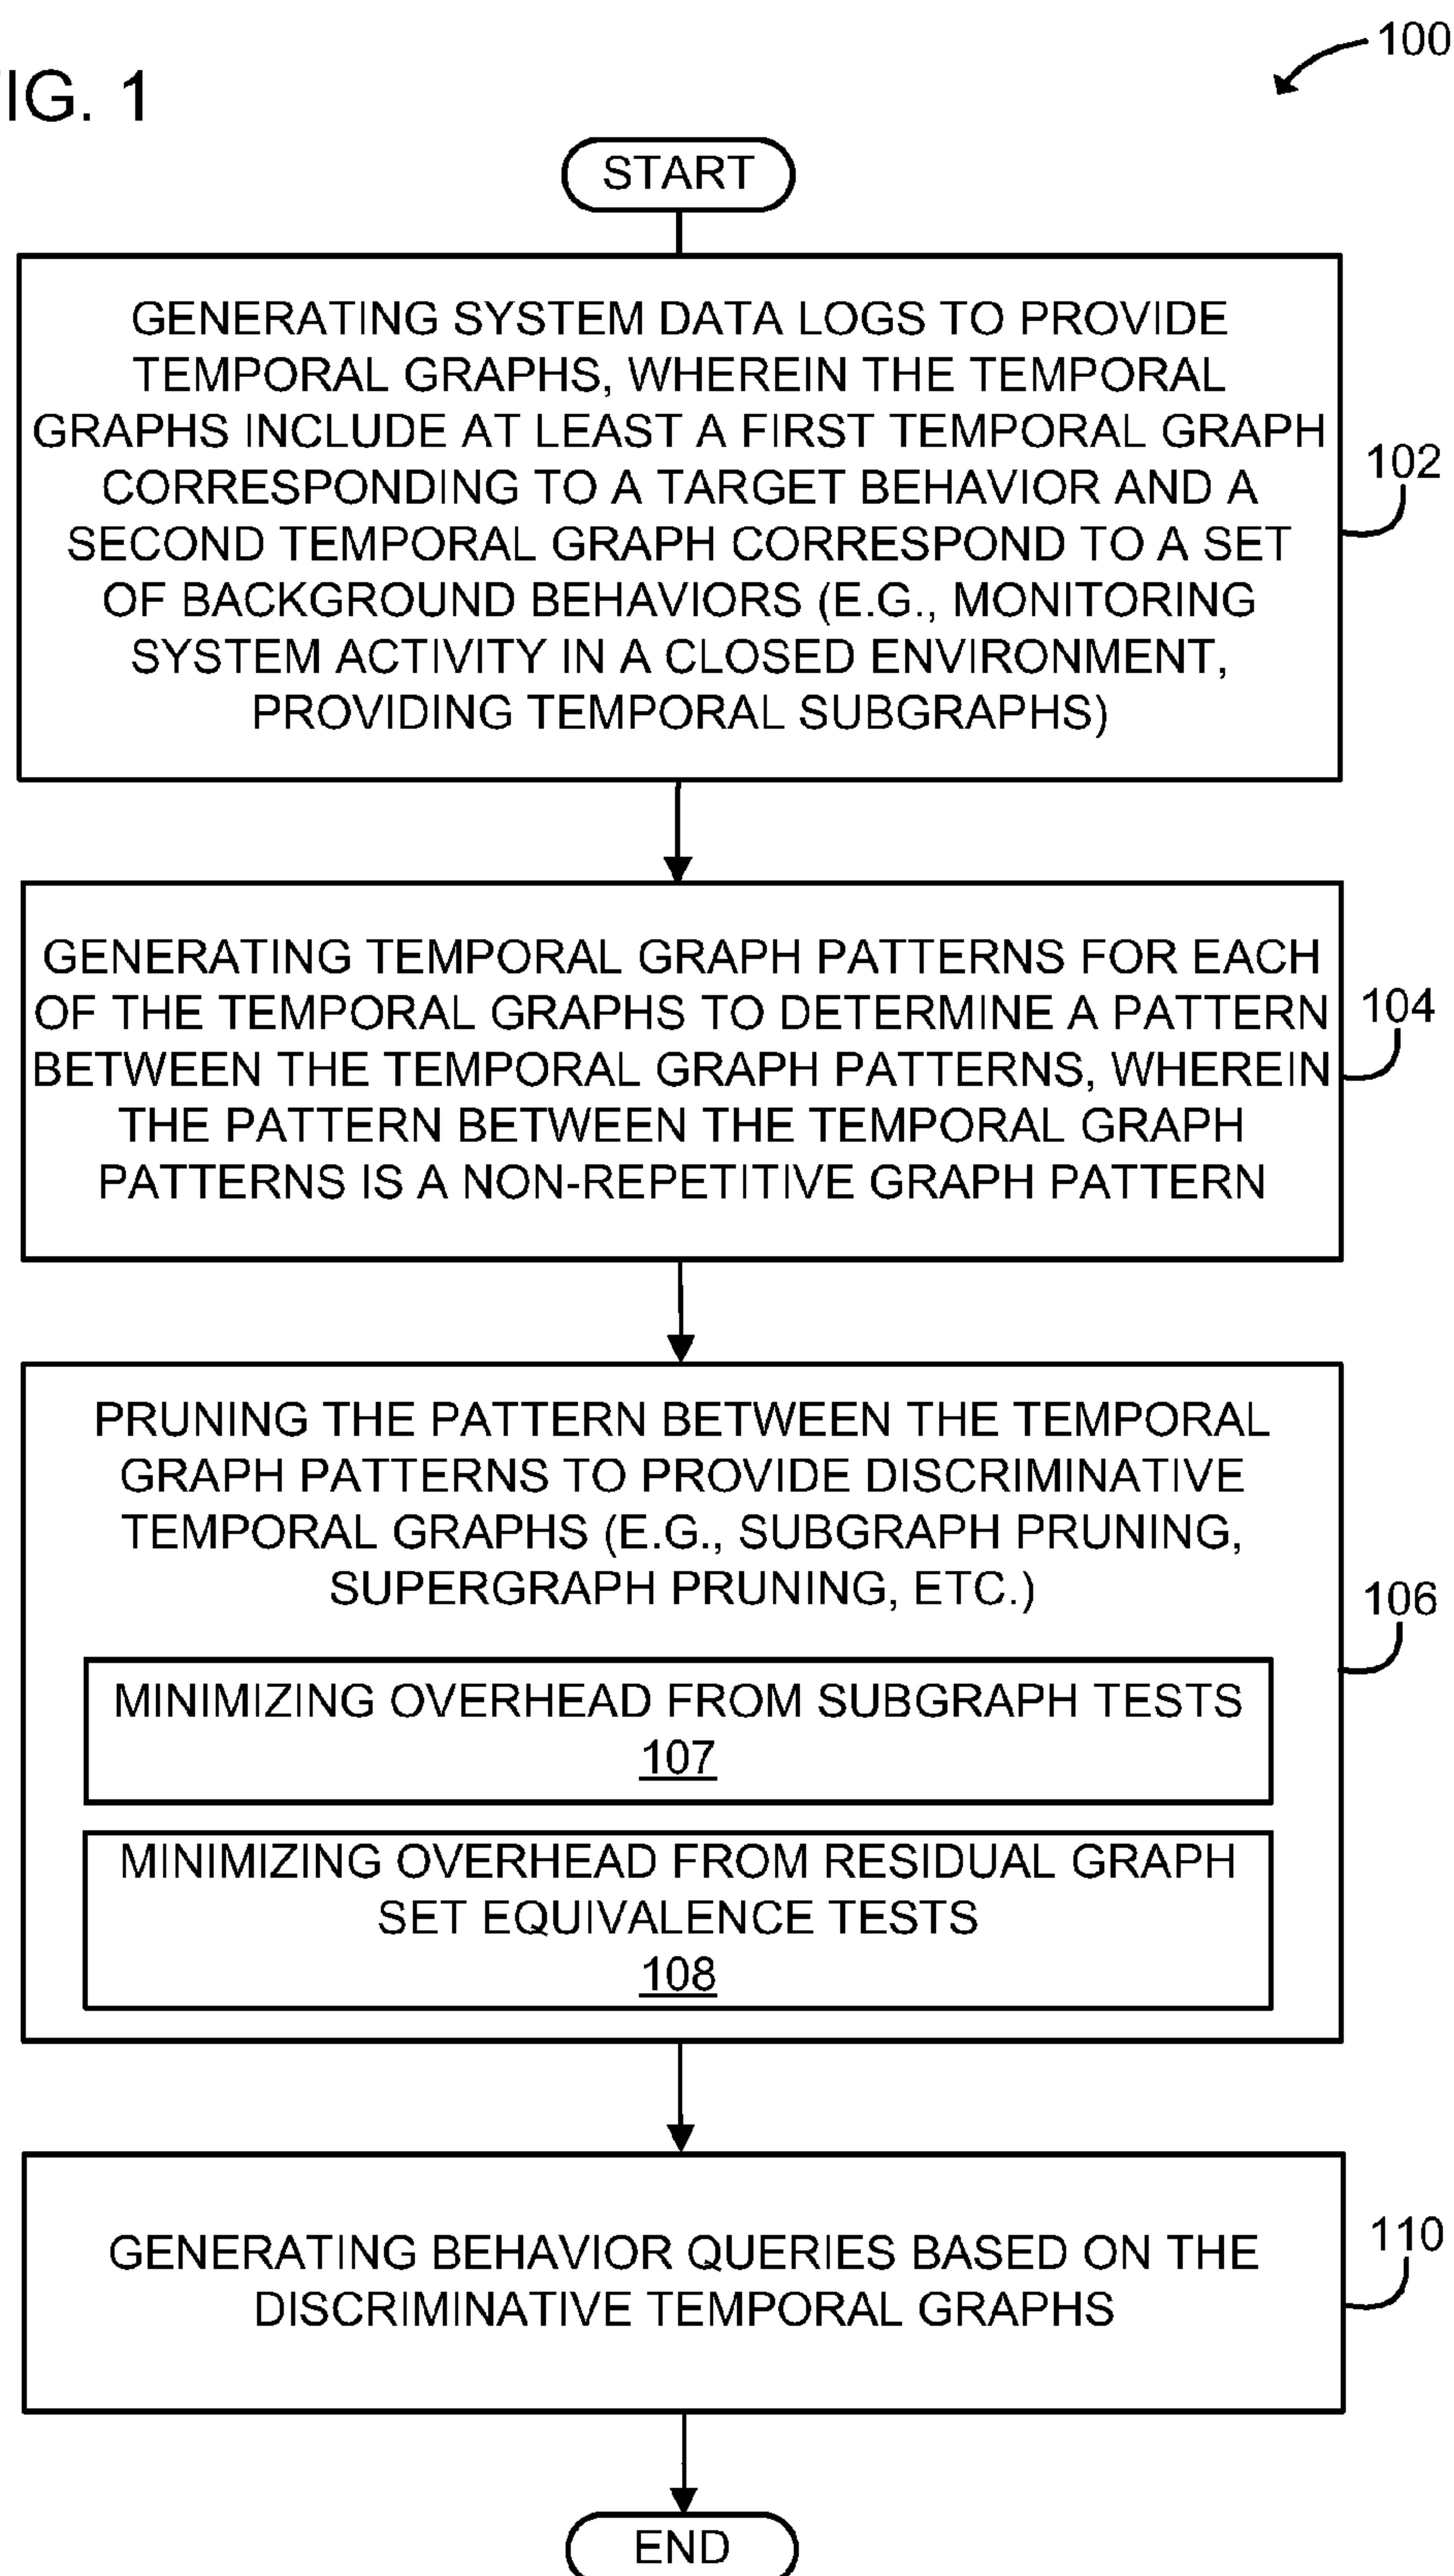 100
IG. 1
START
GENERATING SYSTEM DATA LOGS TO PROVIDE
TEMPORAL GRAPHS, WHEREIN THE TEMPORAL
GRAPHS INCLUDE AT LEAST A FIRST TEMPORAL GRAPH
CORRESPONDING TO A TARGET BEHAVIOR AND A
SECOND TEMPORAL GRAPH CORRESPOND TO A SET
OF BACKGROUND BEHAVIORS (E.G., MONITORING
SYSTEM ACTIVITY IN A CLOSED ENVIRONMENT,
PROVIDING TEMPORAL SUBGRAPHS)
102
GENERATING TEMPORAL GRAPH PATTERNS FOR EACH
OF THE TEMPORAL GRAPHS TO DETERMINE A PATTERN
BETWEEN THE TEMPORAL GRAPH PATTERNS, WHEREIN
THE PATTERN BETWEEN THE TEMPORAL GRAPH
PATTERNS IS A NON-REPETITIVE GRAPH PATTERN
104
PRUNING THE PATTERN BETWEEN THE TEMPORAL
GRAPH PATTERNS TO PROVIDE DISCRIMINATIVE
TEMPORAL GRAPHS (E.G., SUBGRAPH PRUNING,
SUPERGRAPH PRUNING, ETC.)
106
MINIMIZING OVERHEAD FROM SUBGRAPH TESTS
107
MINIMIZING OVERHEAD FROM RESIDUAL GRAPH
SET EQUIVALENCE TESTS
108
GENERATING BEHAVIOR QUERIES BASED ON THE
DISCRIMINATIVE TEMPORAL GRAPHS
110
END